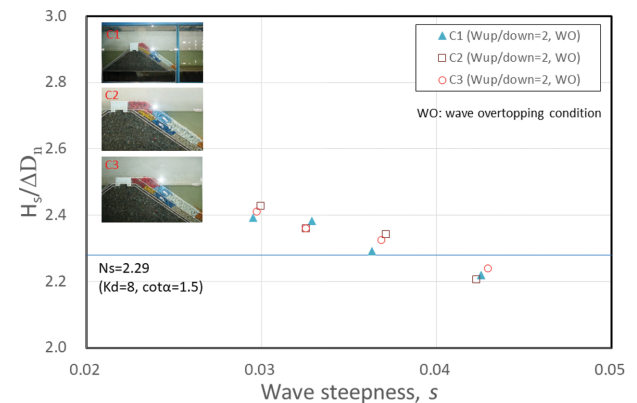 3.0
2.8
2.6
2.4
2.2
2.0
Hs/ΔDn
C1
C2
C3
C1 (Wup/down=2, WO)
C2 (Wup/down=2, WO)
C3 (Wup/down=2, WO)
WO: wave overtopping condition
Ns=2.29
(Kd=8, cotα=1.5)
0.02 0.03 0.04 0.05
Wave steepness, s